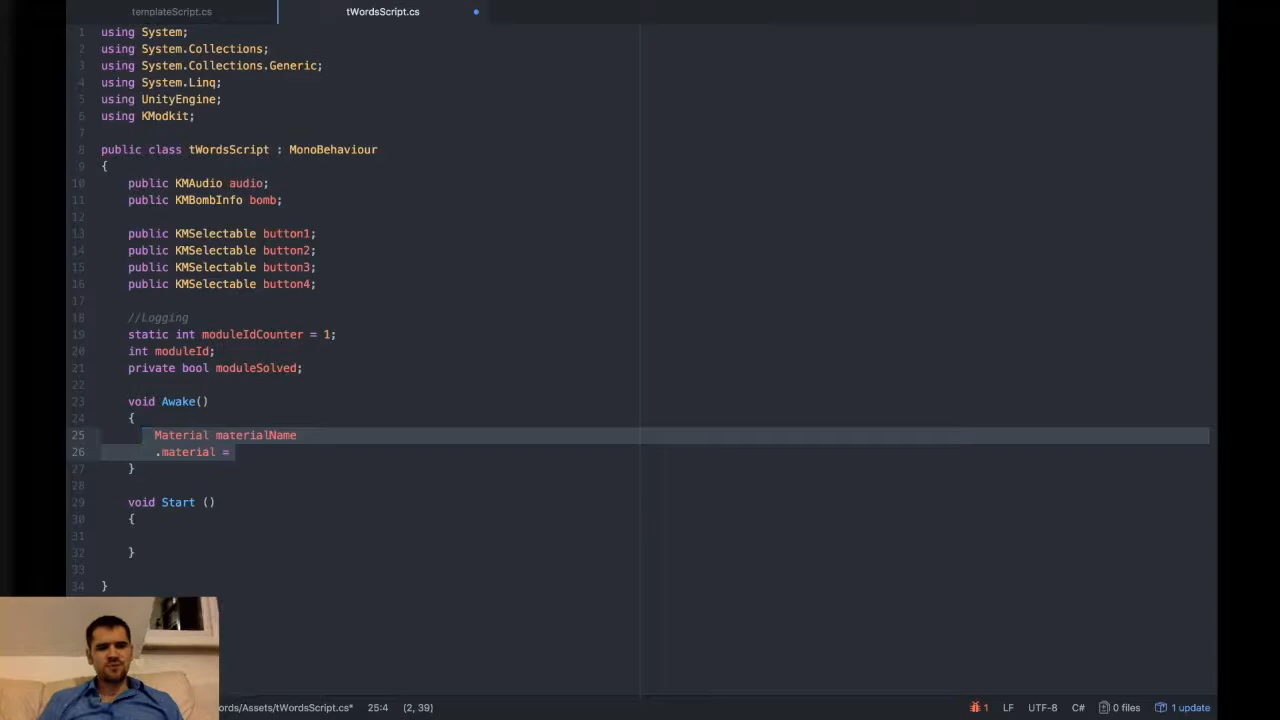 templateScript.cs
tWordsScript.cs
1 using System;
2 using System.Collections;
3 using System.Collections.Generic;
4 using System.Linq;
5 using UnityEngine;
6 using KModkit;
7
8 public class tWordsScript : MonoBehaviour
9 {
10 public KMAudio audio;
11 public KMBombInfo bomb;
12
13 public KMSelectable button1;
14 public KMSelectable button2;
15 public KMSelectable button3;
16 public KMSelectable button4;
17
18 //Logging
19 static int moduleIdCounter = 1;
20 int moduleId;
21 private bool moduleSolved;
22
23 void Awake()
24 {
25 Material materialName
26 .material =
27 }
28
29 void Start ()
30 {
31
32 }
33
34 }
ords/Assets/tWordsScript.cs* 25:4 (2, 39) 1 LF UTF-8 C# 0 files 1 update